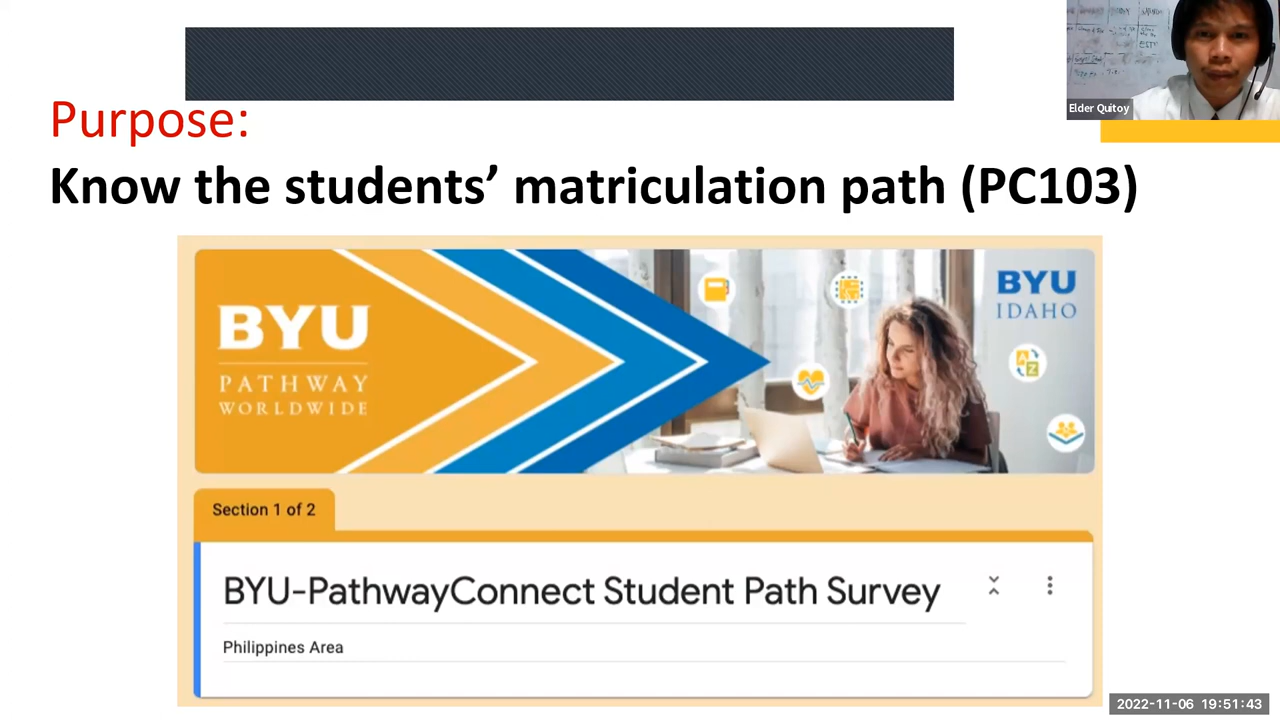 Elder Quitoy
Purpose:
Know the students’ matriculation path (PC103)
BYU
PATHWAY
WORLDWIDE
BYU
IDAHO
A
Z
Section 1 of 2
BYU-PathwayConnect Student Path Survey
Philippines Area
2022-11-06 19:51:43